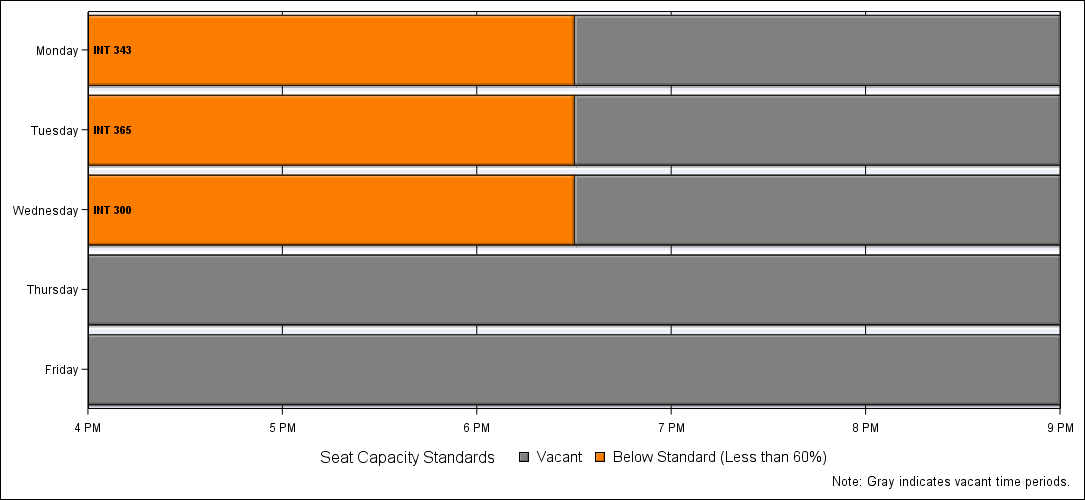 Monday
INT 343
Tuesday
INT 365
Wednesday
INT 300
Thursday
Friday
4 PM 5 PM 6 PM 7 PM 8 PM 9 PM
Seat Capacity Standards Vacant Below Standard (Less than 60%)
Note: Gray indicates vacant time periods.